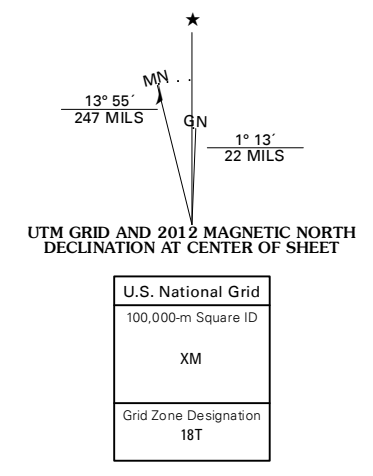 ★
MN
13° 55´
247 MILS
GN
1° 13´
22 MILS
UTM GRID AND 2012 MAGNETIC NORTH
DECLINATION AT CENTER OF SHEET
U.S. National Grid
100,000-m Square ID
XM
Grid Zone Designation
18T